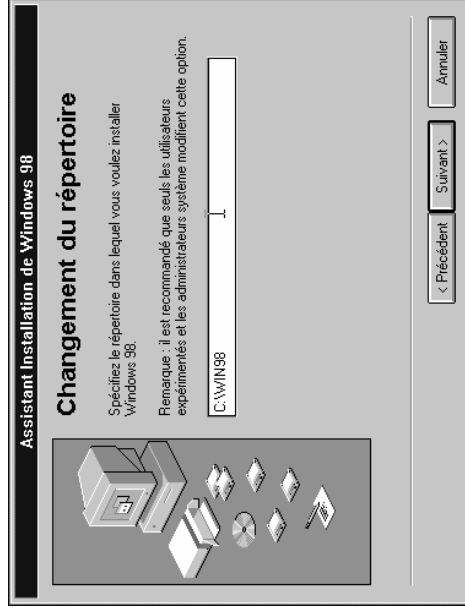 Assistant Installation de Windows 98
Changement du répertoire
Spécifiez le répertoire dans lequel vous voulez installer
Windows 98.
Remarque : il est recommandé que seuls les utilisateurs
expérimentés et les administrateurs système modifient cette option.
C:\WIN98
< Précédent
Suivant >
Annuler